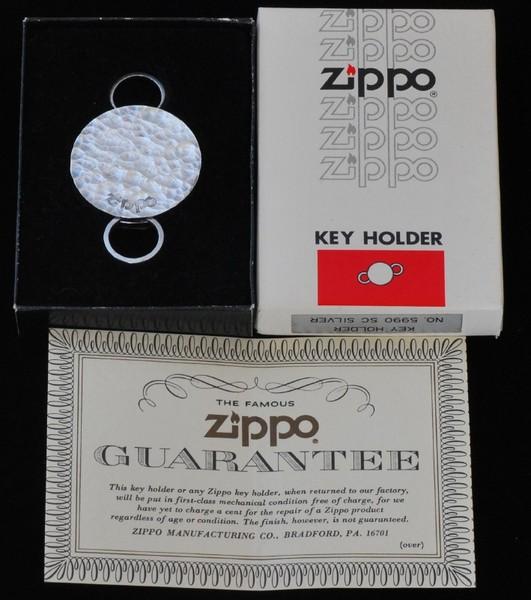 zippo
zippo
zippo
zippo
zippo
zippo
zippo
®
KEY HOLDER
KEY HOLDER
NO. 5990 SC SILVER
THE FAMOUS
Zippo®
GUARANTEE
This key holder or any Zippo key holder, when returned to our factory,
will be put in first-class mechanical condition free of charge, for we
have yet to charge a cent for the repair of a Zippo product
regardless of age or condition. The finish, however, is not guaranteed.
ZIPPO MANUFACTURING CO., BRADFORD, PA. 16701
(over)